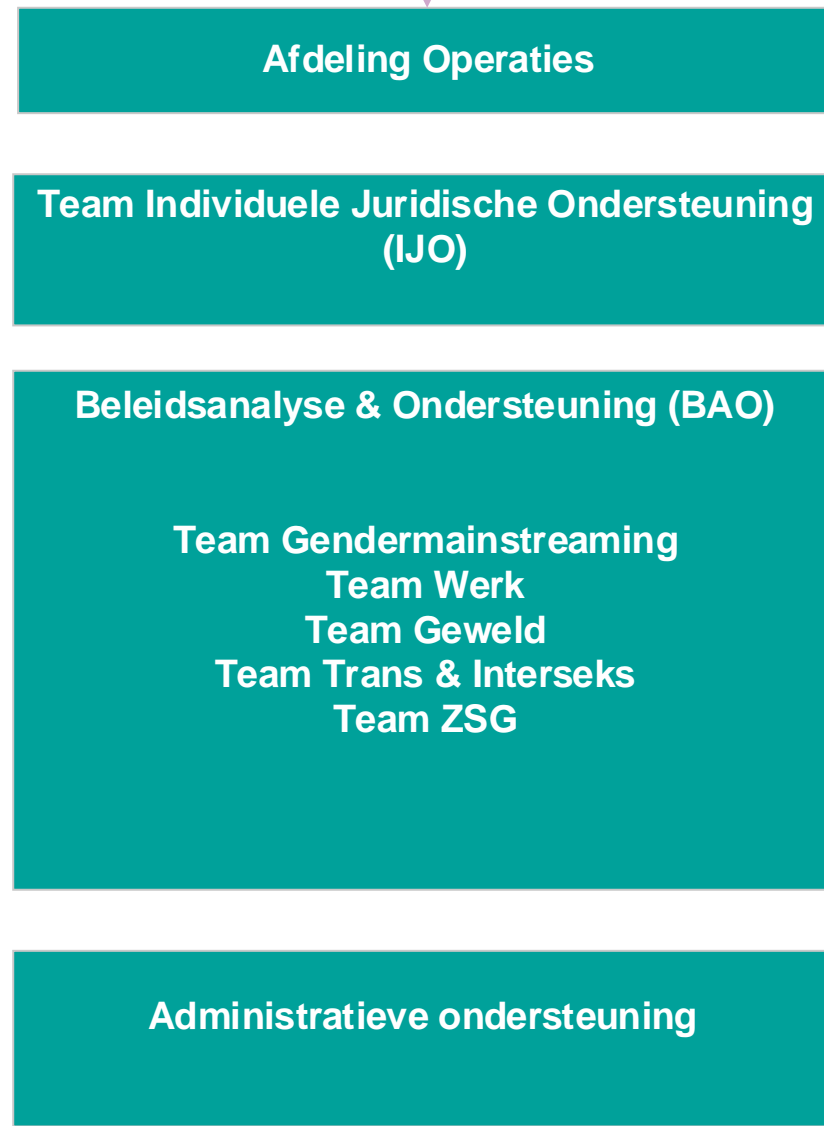 Afdeling Operaties
Team Individuele Juridische Ondersteuning
(IJO)
Beleidsanalyse & Ondersteuning (BAO)
Team Gendermainstreaming
Team Werk
Team Geweld
Team Trans & Interseks
Team ZSG
Administratieve ondersteuning